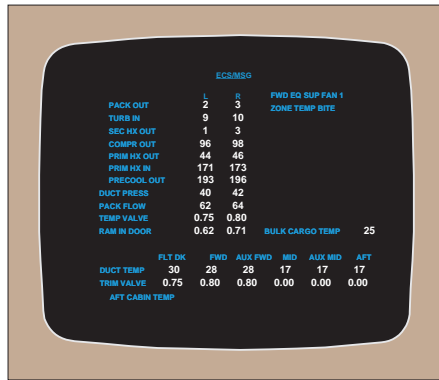 ECS/MSG
L R FWD EQ SUP FAN 1
PACK OUT 2 3 ZONE TEMP BITE
TURB IN 9 10
SEC HX OUT 1 3
COMPR OUT 96 98
PRIM HX OUT 44 46
PRIM HX IN 171 173
PRECOOL OUT 193 196
DUCT PRESS 40 42
PACK FLOW 62 64
TEMP VALVE 0.75 0.80
RAM IN DOOR 0.62 0.71 BULK CARGO TEMP 25
FLT DK FWD AUX FWD MID AUX MID AFT
DUCT TEMP 30 28 28 17 17 17
TRIM VALVE 0.75 0.80 0.80 0.00 0.00 0.00
AFT CABIN TEMP